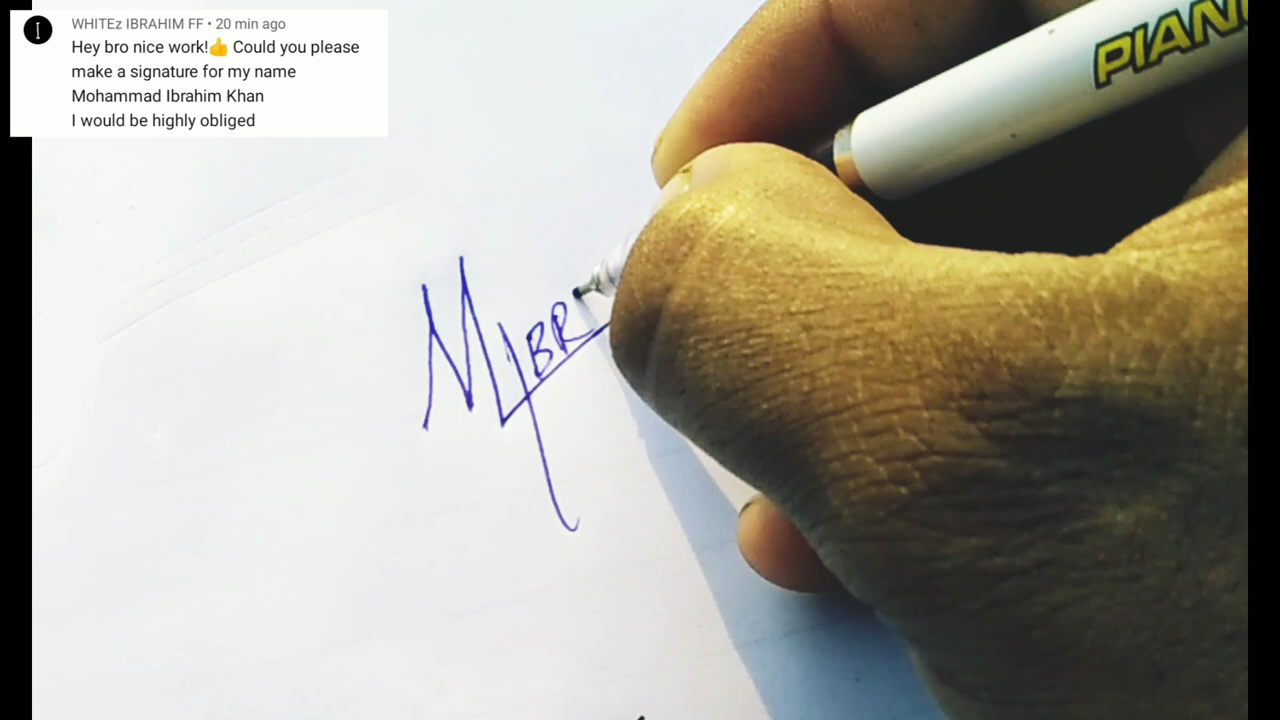 WHITEz IBRAHIM FF • 20 min ago
Hey bro nice work!👍 Could you please
make a signature for my name
Mohammad Ibrahim Khan
I would be highly obliged
PIANO
MIBR